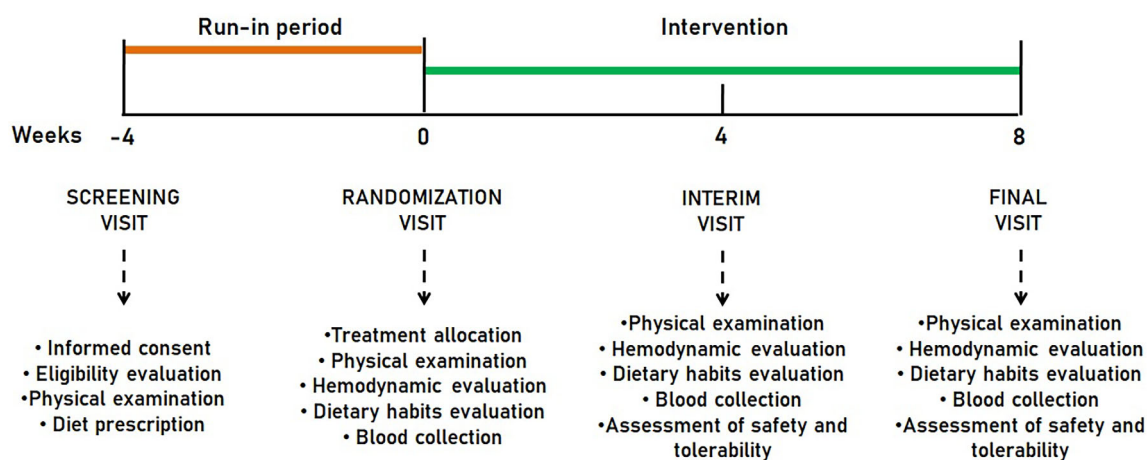 Run-in period
Intervention
Weeks
-4
0
4
8
SCREENING
VISIT
RANDOMIZATION
VISIT
INTERIM
VISIT
FINAL
VISIT
• Informed consent
• Eligibility evaluation
•Physical examination
• Diet prescription
•Treatment allocation
• Physical examination
• Hemodynamic evaluation
• Dietary habits evaluation
• Blood collection
•Physical examination
• Hemodynamic evaluation
• Dietary habits evaluation
• Blood collection
•Assessment of safety and
tolerability
• Physical examination
• Hemodynamic evaluation
• Dietary habits evaluation
• Blood collection
• Assessment of safety and
tolerability